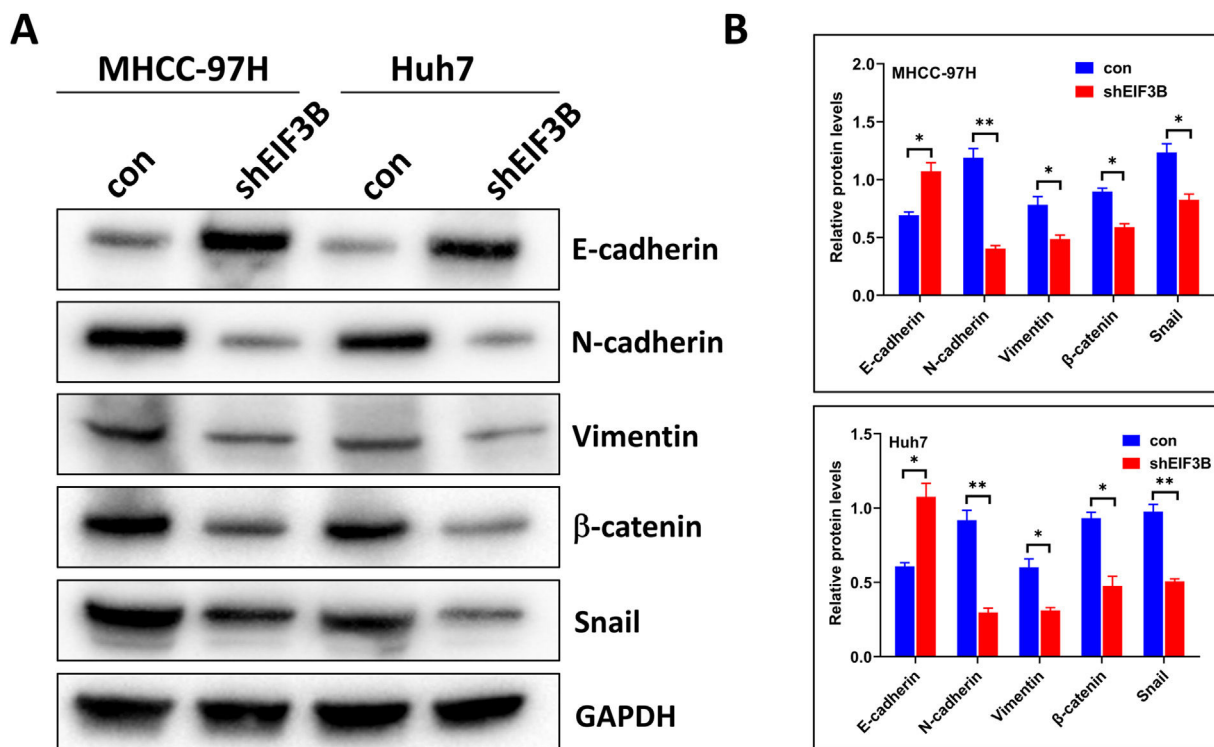 A
MHCC-97H Huh7
con shEIF3B con shEIF3B
E-cadherin
N-cadherin
Vimentin
β-catenin
Snail
GAPDH
B
MHCC-97H
con
shEIF3B
Relative protein levels
2.0
1.5
1.0
0.5
0.0
* ** * * *
E-cadherin N-cadherin Vimentin β-catenin Snail
Huh7
con
shEIF3B
Relative protein levels
1.5
1.0
0.5
0.0
* ** * * **
E-cadherin N-cadherin Vimentin β-catenin Snail